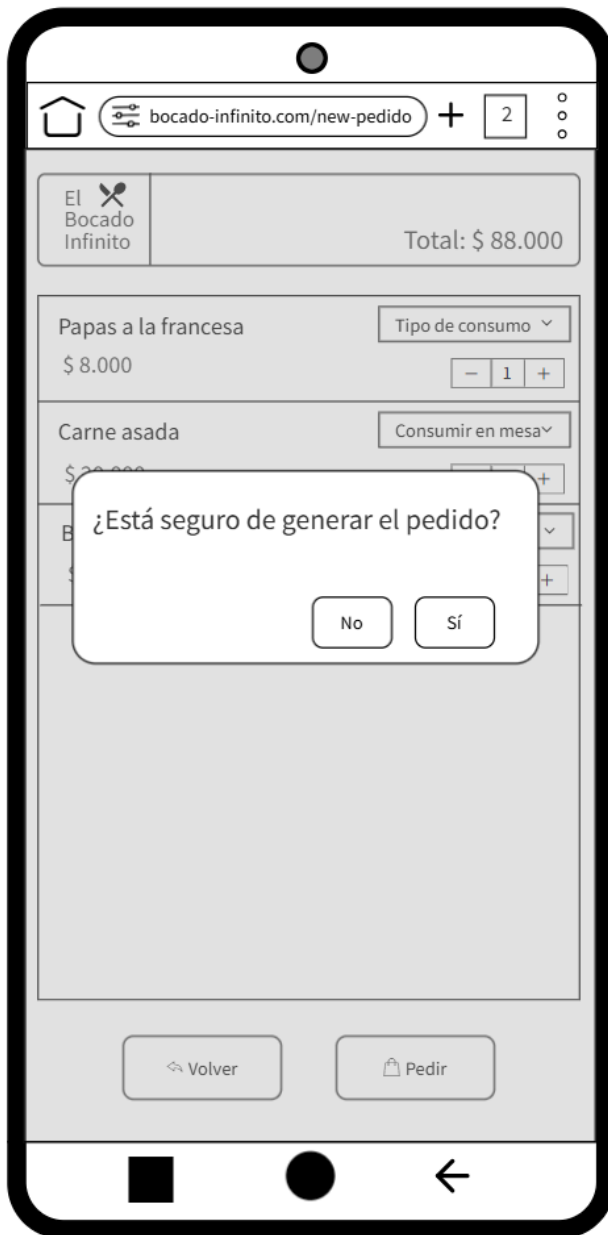 bocado-infinito.com/new-pedido
2
El
Bocado
Infinito
Total: $ 88.000
Papas a la francesa
Tipo de consumo
$ 8.000
− 1 +
Carne asada
Consumir en mesa
$
+
B
+
¿Está seguro de generar el pedido?
No
Sí
Volver
Pedir